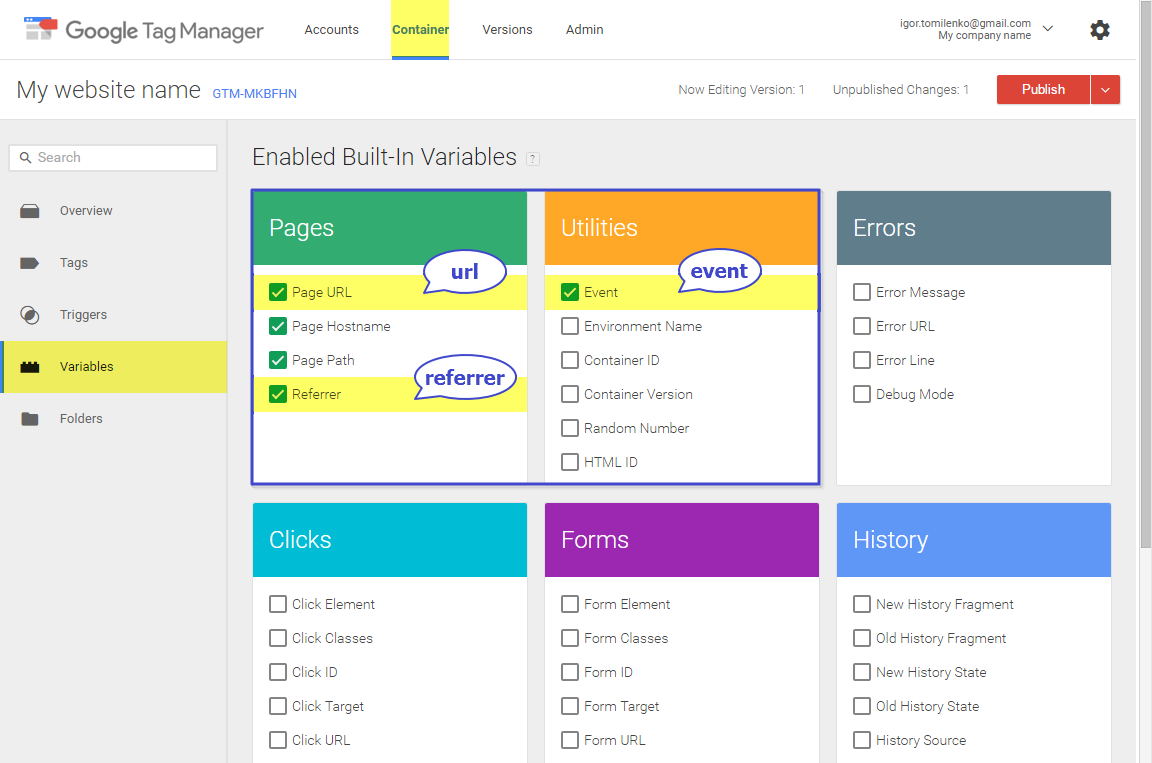 Google Tag Manager
Accounts
Container
Versions
Admin
igor.tomilenko@gmail.com
My company name
My website name GTM-MKBFHN
Now Editing Version: 1
Unpublished Changes: 1
Publish
Search
Overview
Tags
Triggers
Variables
Folders
Enabled Built-In Variables ?
Pages
url
Page URL
Page Hostname
Page Path
referrer
Referrer
Utilities
event
Event
Environment Name
Container ID
Container Version
Random Number
HTML ID
Errors
Error Message
Error URL
Error Line
Debug Mode
Clicks
Click Element
Click Classes
Click ID
Click Target
Click URL
Forms
Form Element
Form Classes
Form ID
Form Target
Form URL
History
New History Fragment
Old History Fragment
New History State
Old History State
History Source